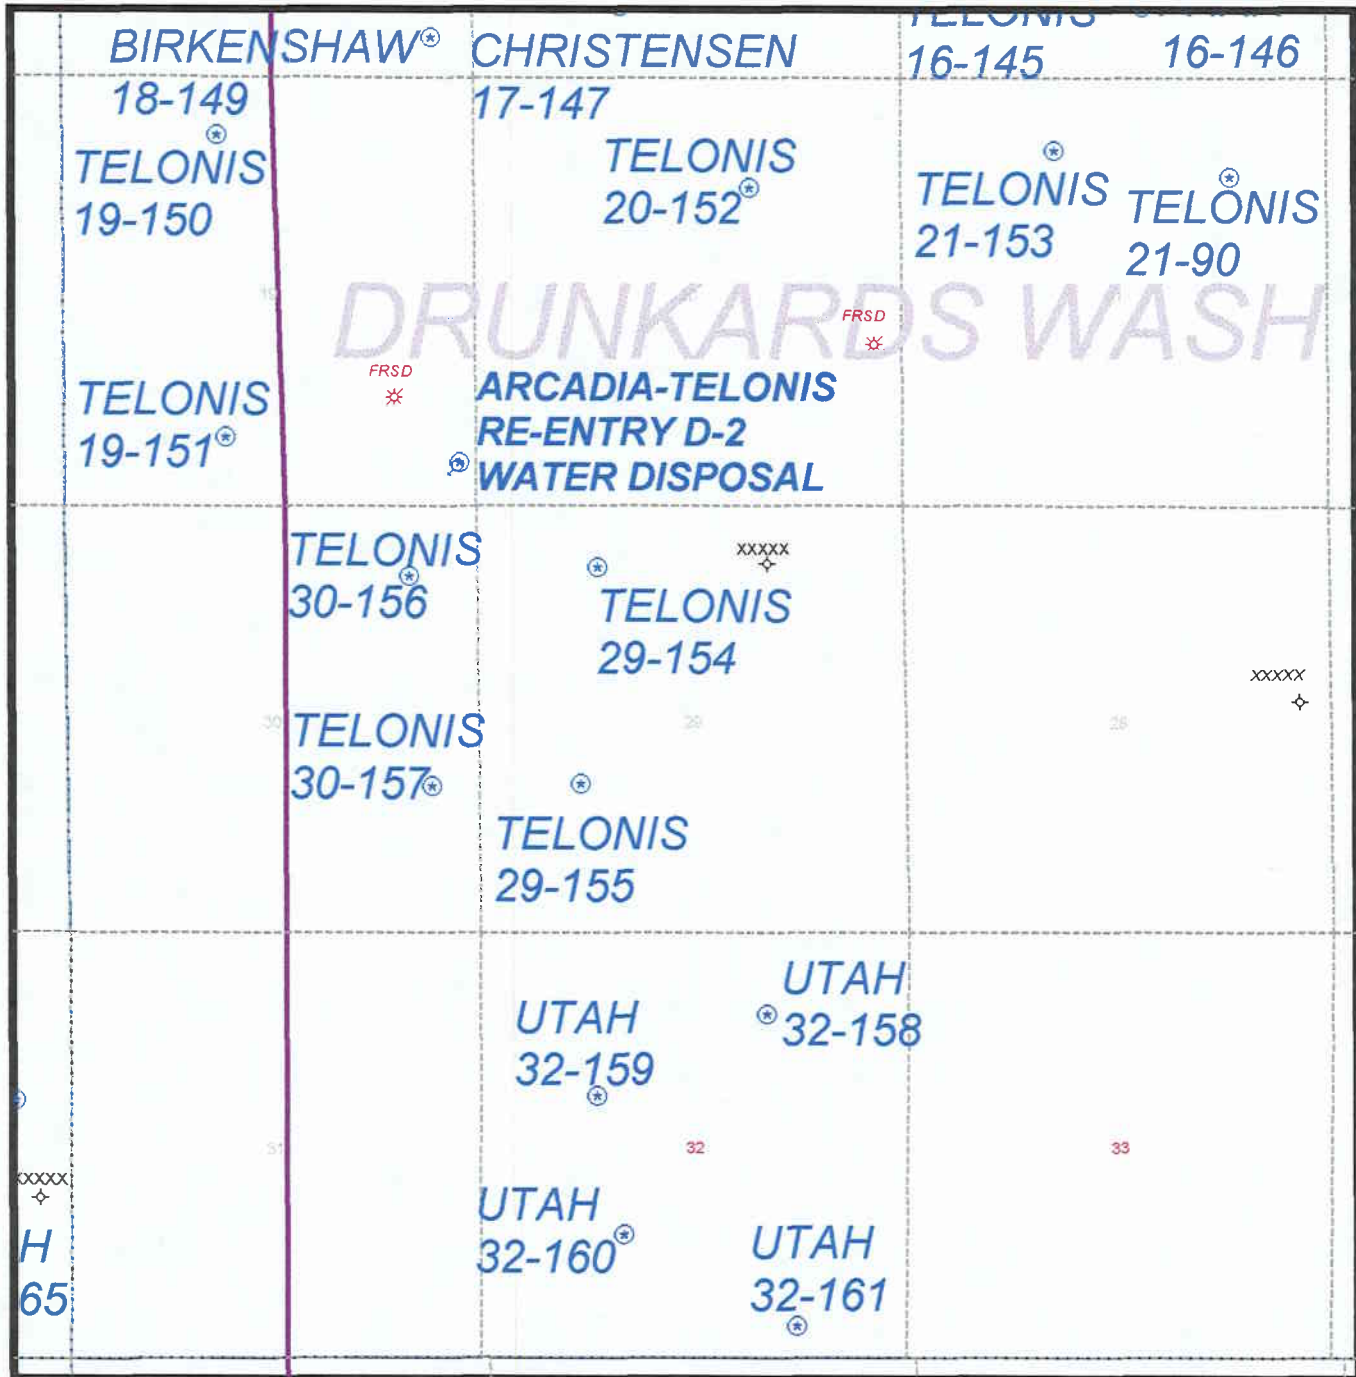 BIRKENSHAW
18-149
CHRISTENSEN
17-147
TELONIS
16-145
16-146
TELONIS
19-150
TELONIS
20-152
TELONIS
21-153
TELONIS
21-90
19
DRUNKARDS WASH
FRSD
FRSD
TELONIS
19-151
ARCADIA-TELONIS
RE-ENTRY D-2
WATER DISPOSAL
TELONIS
30-156
XXXXX
TELONIS
29-154
XXXXX
30
TELONIS
30-157
29
28
TELONIS
29-155
UTAH
32-158
UTAH
32-159
31
32
33
XXXXX
H
65
UTAH
32-160
UTAH
32-161